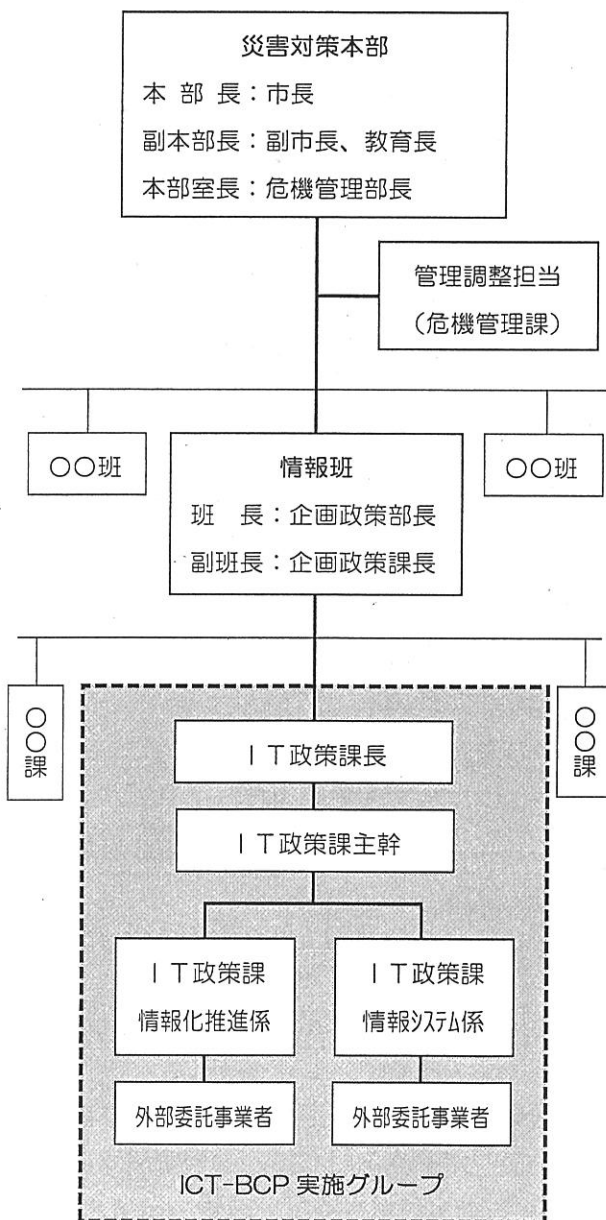 災害対策本部
本部長：市長
副本部長：副市長、教育長
本部室長：危機管理部長
管理調整担当
（危機管理課）
〇〇班
情報班
班　長：企画政策部長
副班長：企画政策課長
〇〇班
〇〇課
ＩＴ政策課長
〇〇課
ＩＴ政策課主幹
ＩＴ政策課
情報化推進係
ＩＴ政策課
情報ｼｽﾃﾑ係
外部委託事業者
外部委託事業者
ICT-BCP 実施グループ